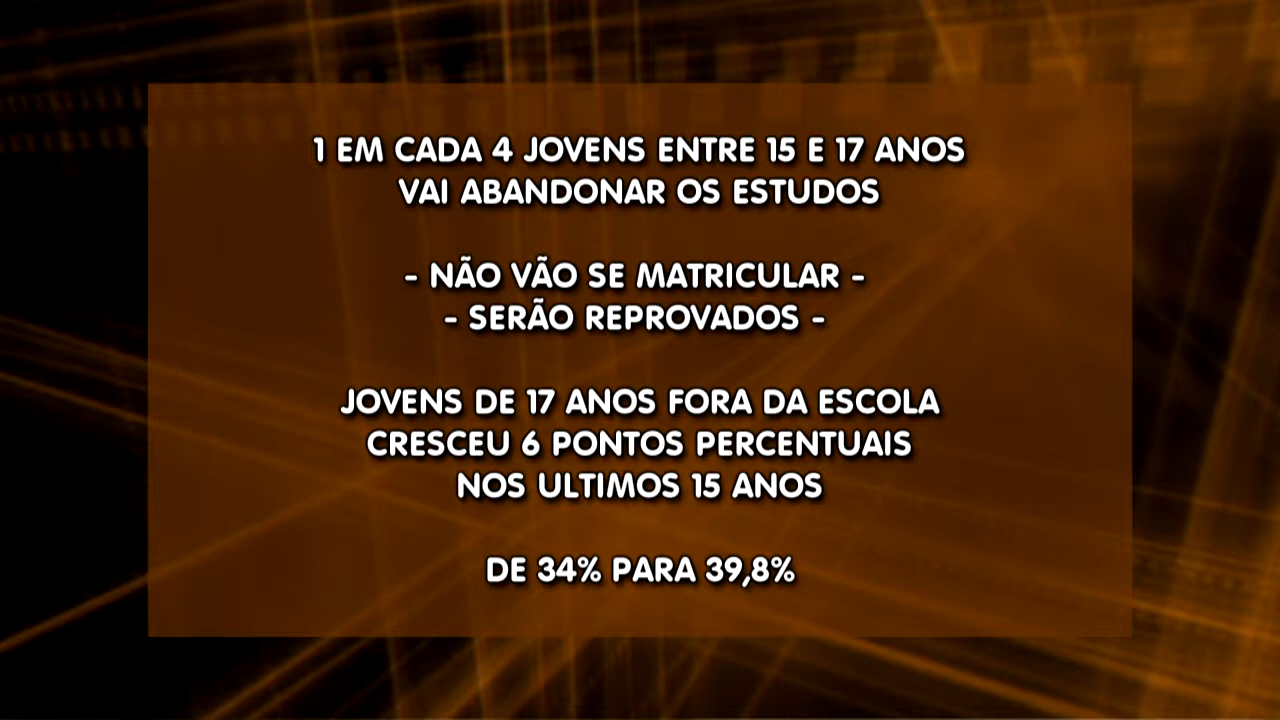 1 EM CADA 4 JOVENS ENTRE 15 E 17 ANOS
VAI ABANDONAR OS ESTUDOS
- NÃO VÃO SE MATRICULAR -
- SERÃO REPROVADOS -
JOVENS DE 17 ANOS FORA DA ESCOLA
CRESCEU 6 PONTOS PERCENTUAIS
NOS ULTIMOS 15 ANOS
DE 34% PARA 39,8%